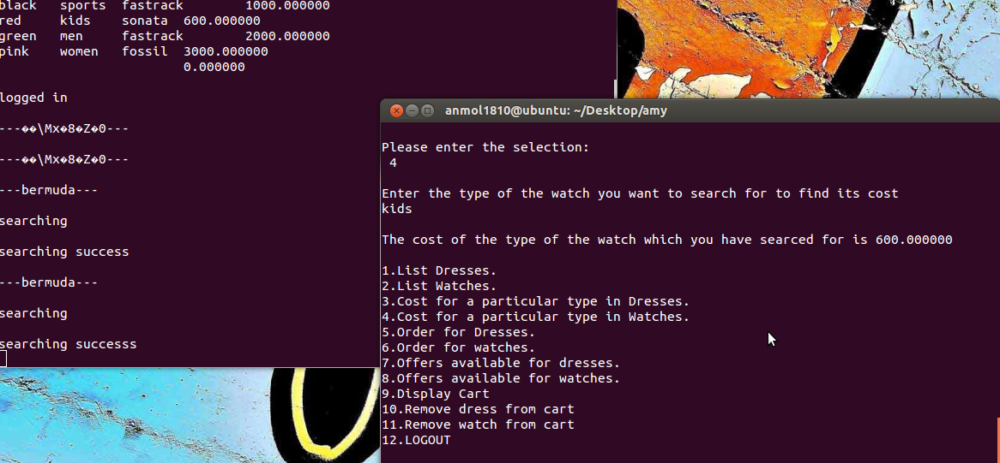 black   sports  fastrack        1000.000000
red     kids    sonata  600.000000
green   men     fastrack        2000.000000
pink    women   fossil  3000.000000
                        0.000000
logged in
---��\Mx�8�Z�0---
---��\Mx�8�Z�0---
---bermuda---
searching
searching success
---bermuda---
searching
searching successs
anmol1810@ubuntu: ~/Desktop/amy
Please enter the selection:
 4
Enter the type of the watch you want to search for to find its cost
kids
The cost of the type of the watch which you have searced for is 600.000000
1.List Dresses.
2.List Watches.
3.Cost for a particular type in Dresses.
4.Cost for a particular type in Watches.
5.Order for Dresses.
6.Order for watches.
7.Offers available for dresses.
8.Offers available for watches.
9.Display Cart
10.Remove dress from cart
11.Remove watch from cart
12.LOGOUT